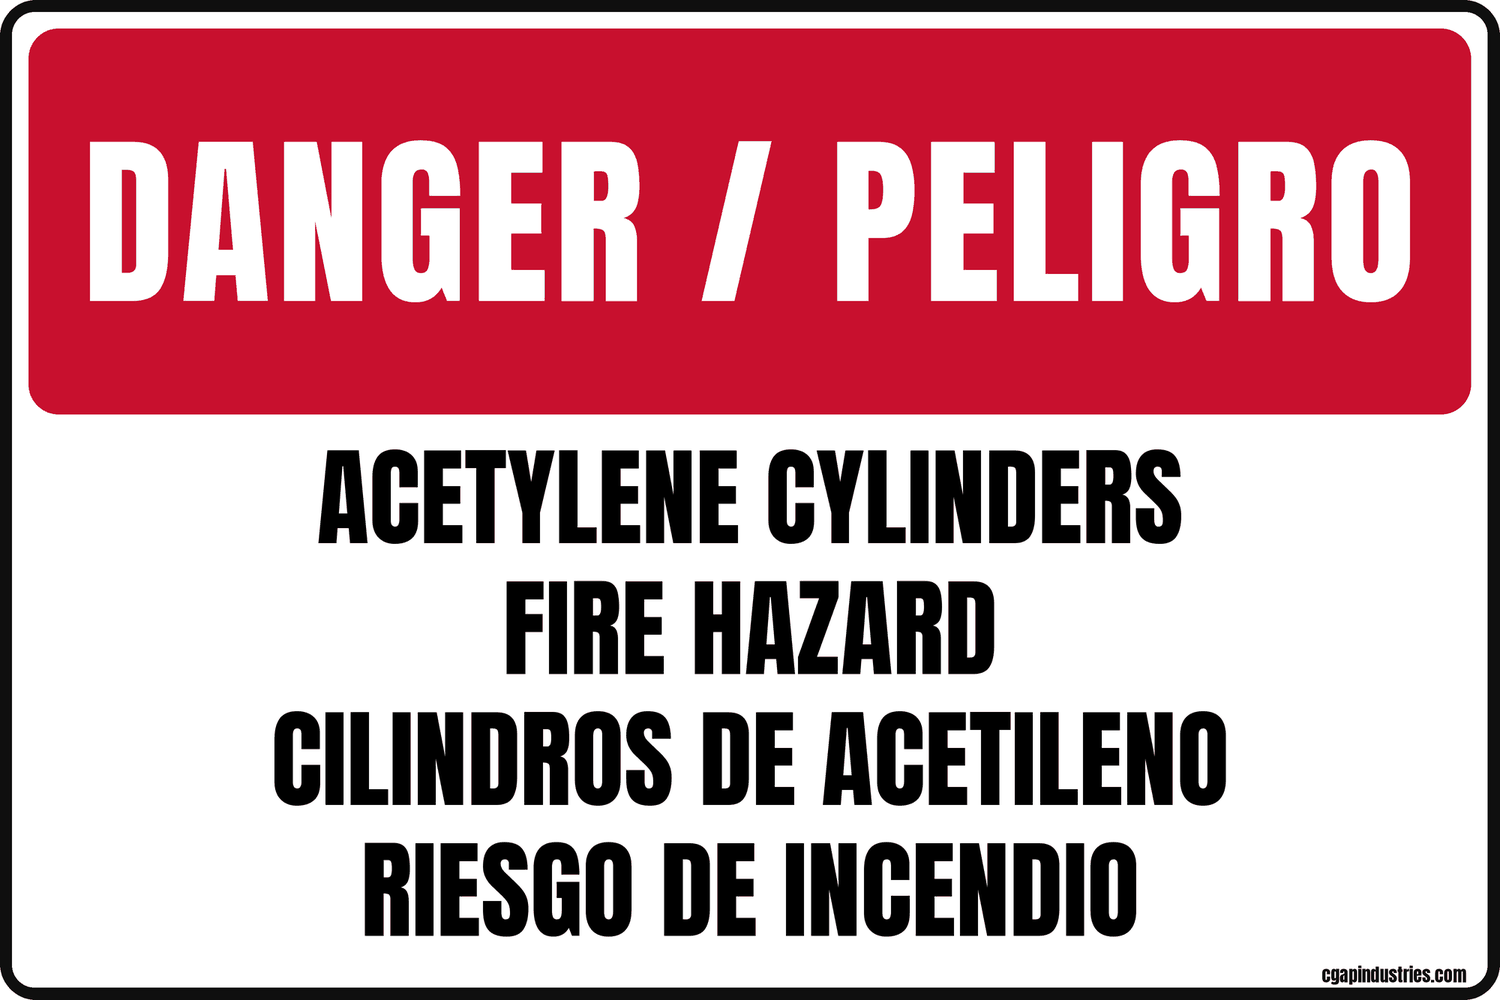 DANGER / PELIGRO
ACETYLENE CYLINDERS
FIRE HAZARD
CILINDROS DE ACETILENO
RIESGO DE INCENDIO
cgapindustries.com